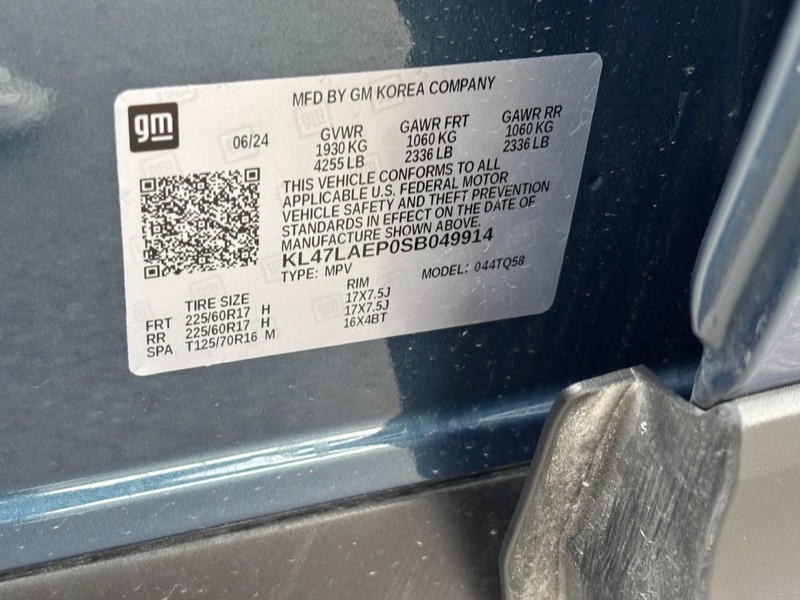 MFD BY GM KOREA COMPANY
gm
06/24
GVWR
1930 KG
4255 LB
GAWR FRT
1060 KG
2336 LB
GAWR RR
1060 KG
2336 LB
THIS VEHICLE CONFORMS TO ALL
APPLICABLE U.S. FEDERAL MOTOR
VEHICLE SAFETY AND THEFT PREVENTION
STANDARDS IN EFFECT ON THE DATE OF
MANUFACTURE SHOWN ABOVE.
KL47LAEP0SB049914
TYPE: MPV
MODEL: 044TQ58
TIRE SIZE RIM
FRT 225/60R17 H 17X7.5J
RR 225/60R17 H 17X7.5J
SPA T125/70R16 M 16X4BT